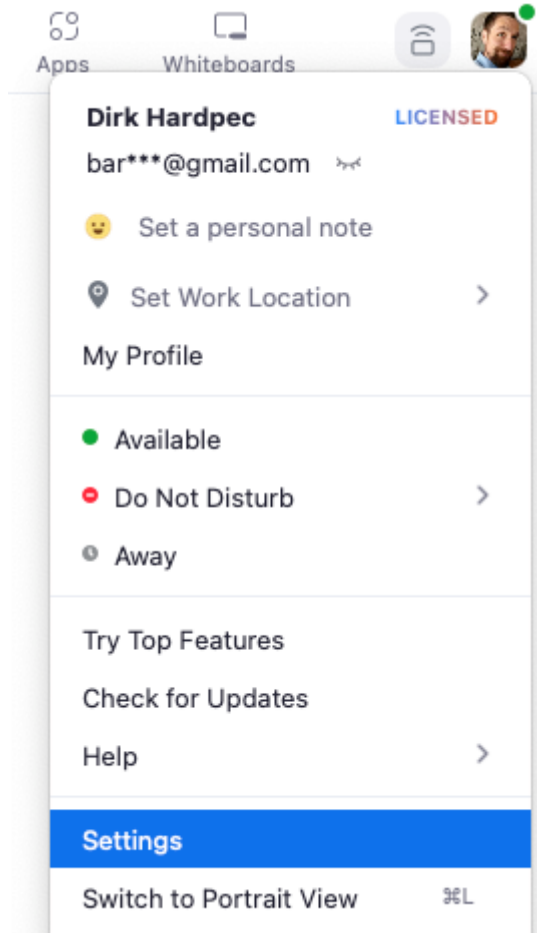 Apps Whiteboards
Dirk Hardpec LICENSED
bar***@gmail.com
Set a personal note
Set Work Location
My Profile
Available
Do Not Disturb
Away
Try Top Features
Check for Updates
Help
Settings
Switch to Portrait View ⌘L